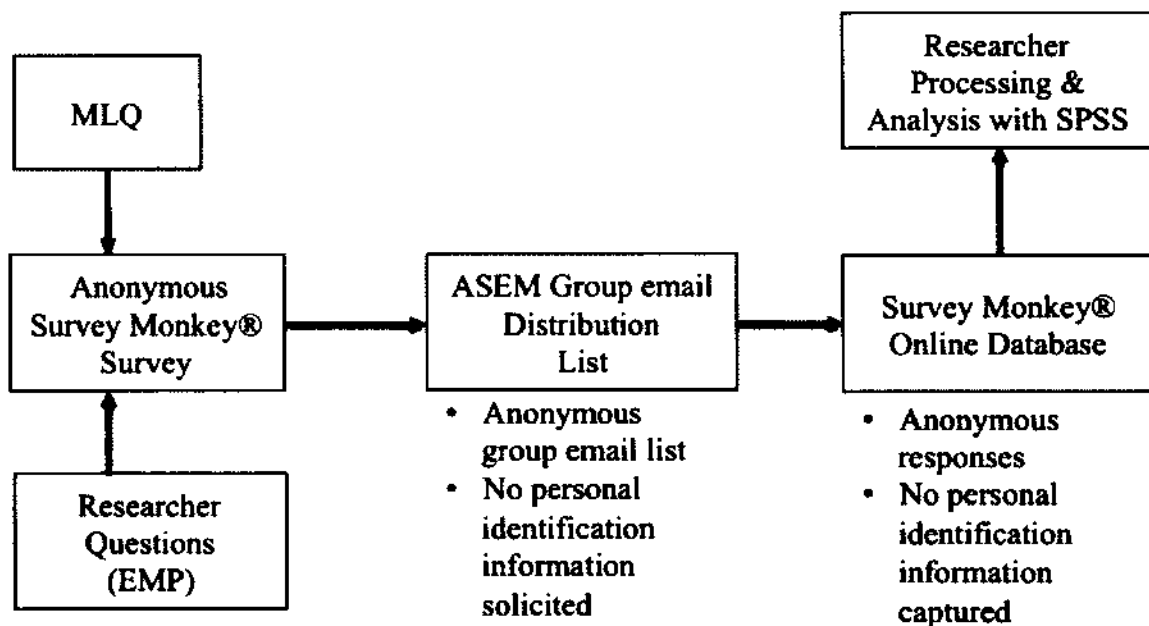 MLQ
Anonymous
Survey Monkey®
Survey
Researcher
Questions
(EMP)
ASEM Group email
Distribution
List
• Anonymous
group email list
• No personal
identification
information
solicited
Researcher
Processing &
Analysis with SPSS
Survey Monkey®
Online Database
• Anonymous
responses
• No personal
identification
information
captured